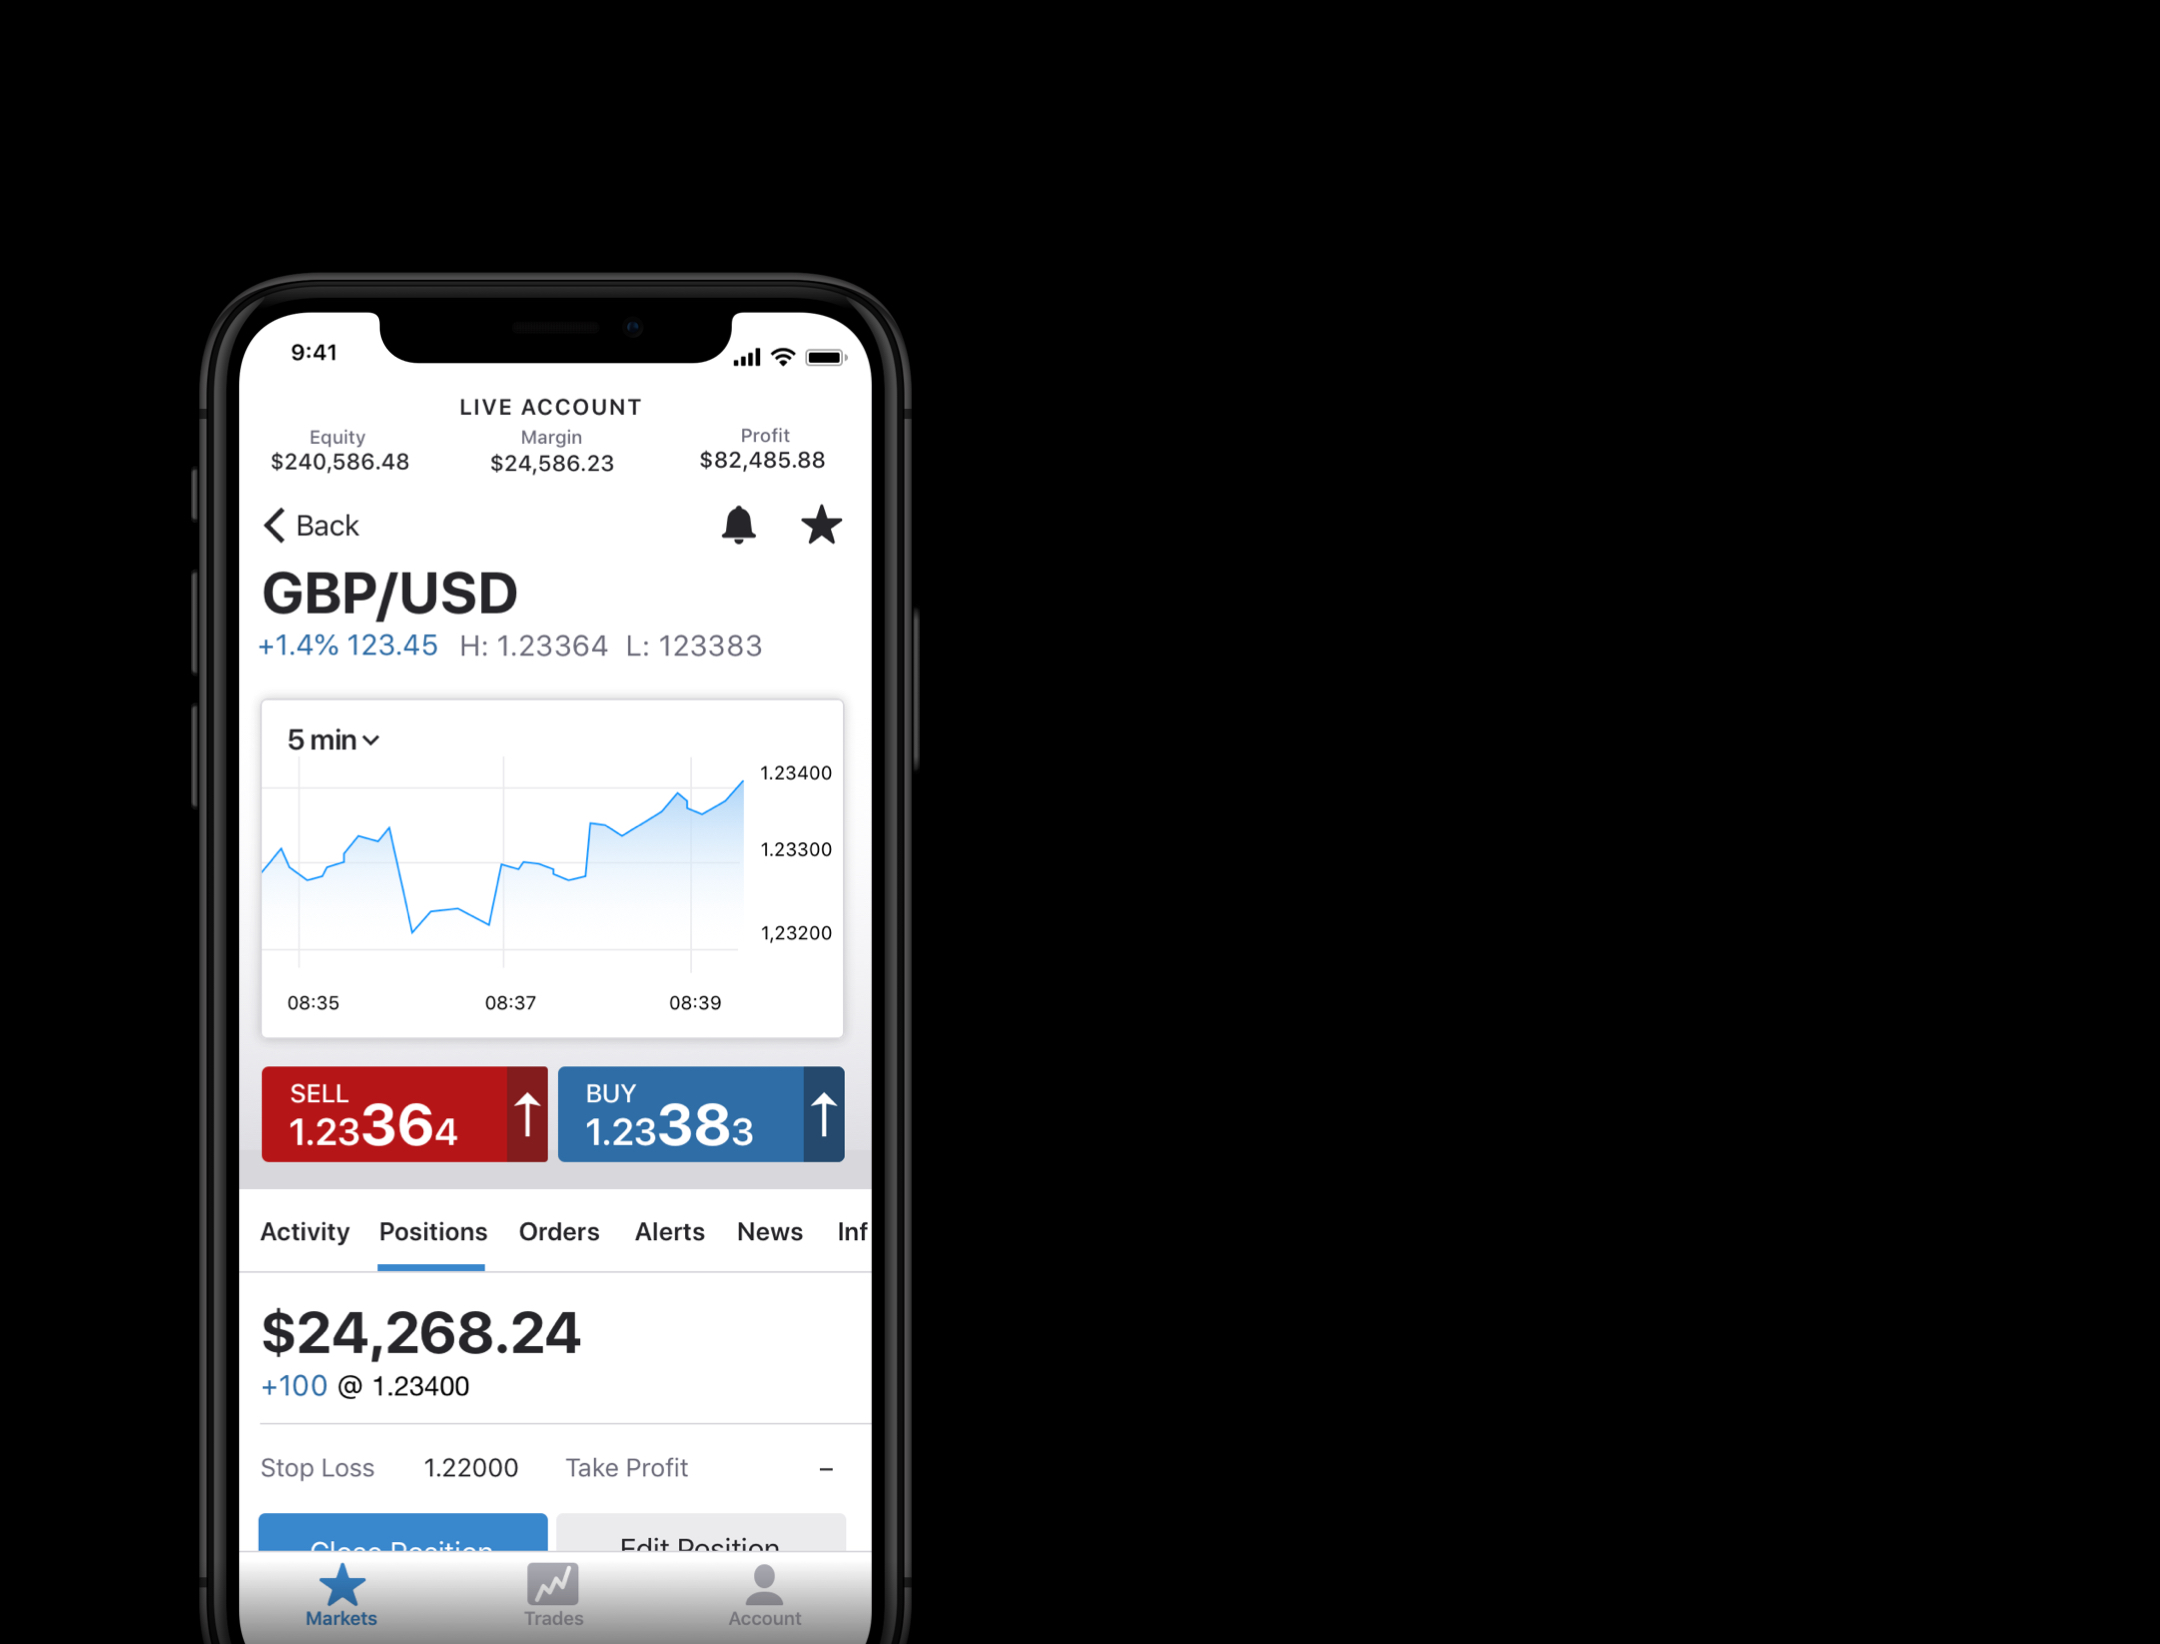 9:41
LIVE ACCOUNT
Equity Margin Profit
$240,586.48 $24,586.23 $82,485.88
Back
GBP/USD
+1.4% 123.45 H: 1.23364 L: 123383
5 min
1.23400
1.23300
1,23200
08:35 08:37 08:39
SELL BUY
1.23364 1.23383
Activity Positions Orders Alerts News Inf
$24,268.24
+100 @ 1.23400
Stop Loss 1.22000 Take Profit –
Close Position Edit Position
Markets Trades Account